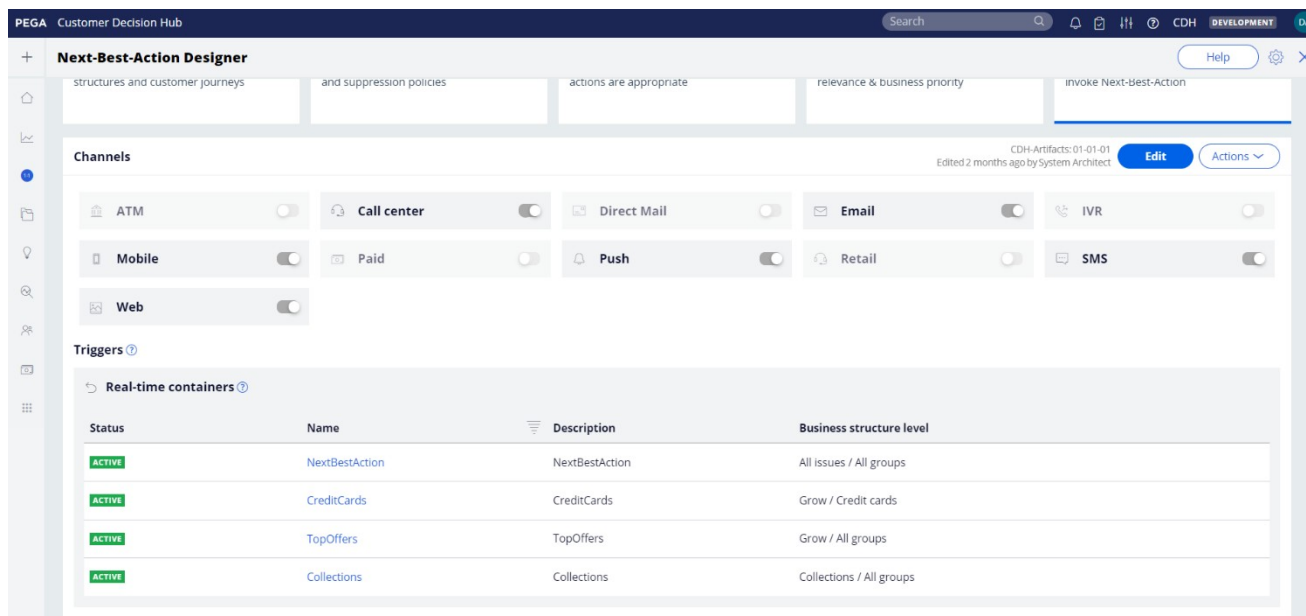 PEGA Customer Decision Hub
Search
CDH DEVELOPMENT
Next-Best-Action Designer
Help
structures and customer journeys
and suppression policies
actions are appropriate
relevance & business priority
invoke Next-Best-Action
Channels
CDH-Artifacts: 01-01-01
Edited 2 months ago by System Architect
Edit
Actions
ATM
Call center
Direct Mail
Email
IVR
Mobile
Paid
Push
Retail
SMS
Web
Triggers
Real-time containers
Status Name Description Business structure level
ACTIVE NextBestAction NextBestAction All issues / All groups
ACTIVE CreditCards CreditCards Grow / Credit cards
ACTIVE TopOffers TopOffers Grow / All groups
ACTIVE Collections Collections Collections / All groups